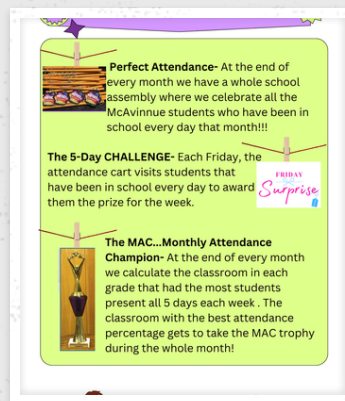 Perfect Attendance- At the end of
every month we have a whole school
assembly where we celebrate all the
McAvinnue students who have been in
school every day that month!!!
The 5-Day CHALLENGE- Each Friday, the
attendance cart visits students that
have been in school every day to award
them the prize for the week.
FRIDAY
Surprise
The MAC...Monthly Attendance
Champion- At the end of every month
we calculate the classroom in each
grade that had the most students
present all 5 days each week . The
classroom with the best attendance
percentage gets to take the MAC trophy
during the whole month!